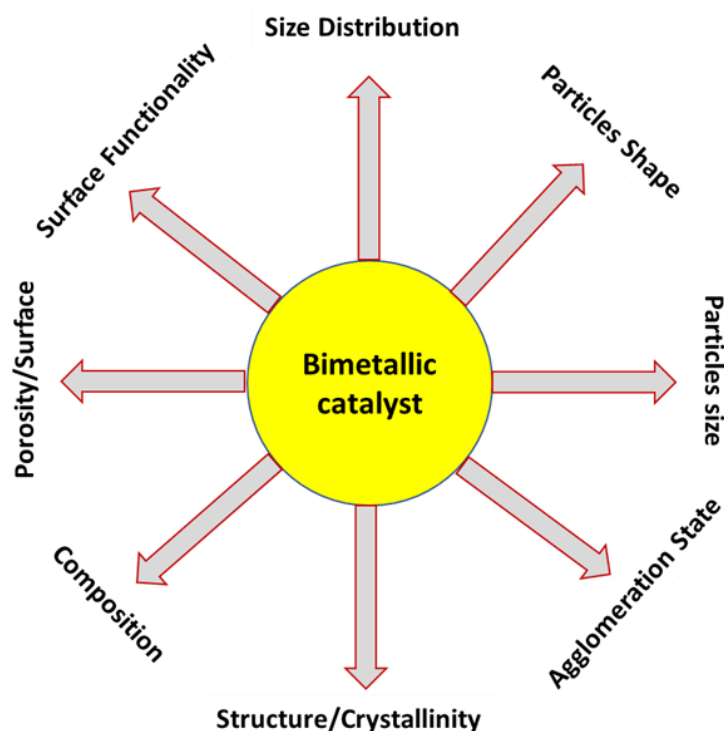 Size Distribution
Particles Shape
Particles size
Agglomeration State
Structure/Crystallinity
Composition
Porosity/Surface
Surface Functionality
Bimetallic
catalyst